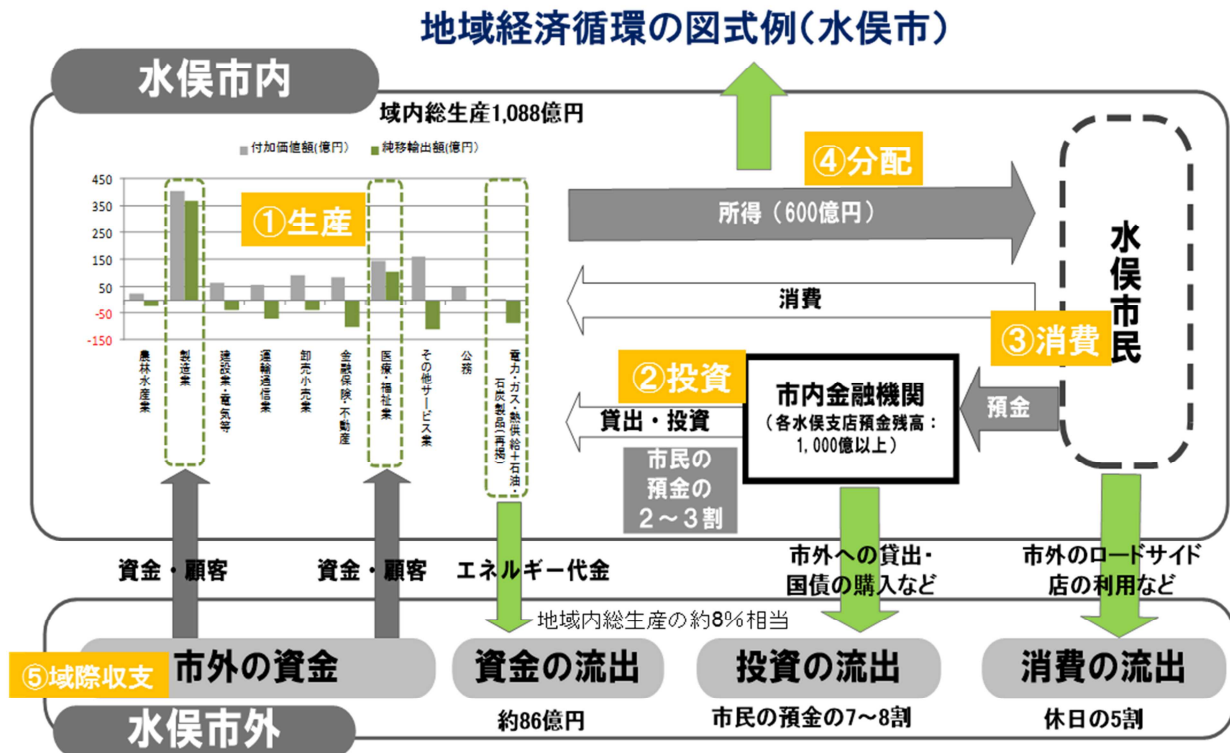 地域経済循環の図式例（水俣市）
水俣市内
域内総生産1,088億円
付加価値額(億円) 純移輸出額(億円)
450
350
250
150
50
-50
-150
①生産
農林水産業
製造業
建設業・電気等
運輸通信業
卸売小売業
金融保険・不動産
医療・福祉業
その他サービス業
公務
電力・ガス・熱供給＋石油・
石炭製品(再掲)
④分配
所得（600億円）
消費
③消費
水俣市民
②投資
貸出・投資
市民の
預金の
２～３割
市内金融機関
（各水俣支店預金残高：
1,000億以上）
預金
資金・顧客
資金・顧客
エネルギー代金
市外への貸出・
国債の購入など
市外のロードサイド
店の利用など
地域内総生産の約8%相当
⑤域際収支
市外の資金
資金の流出
投資の流出
消費の流出
約86億円
市民の預金の7～8割
休日の5割
水俣市外